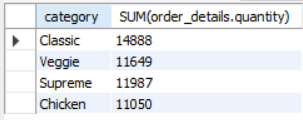 category SUM(order_details.quantity)
Classic 14888
Veggie 11649
Supreme 11987
Chicken 11050